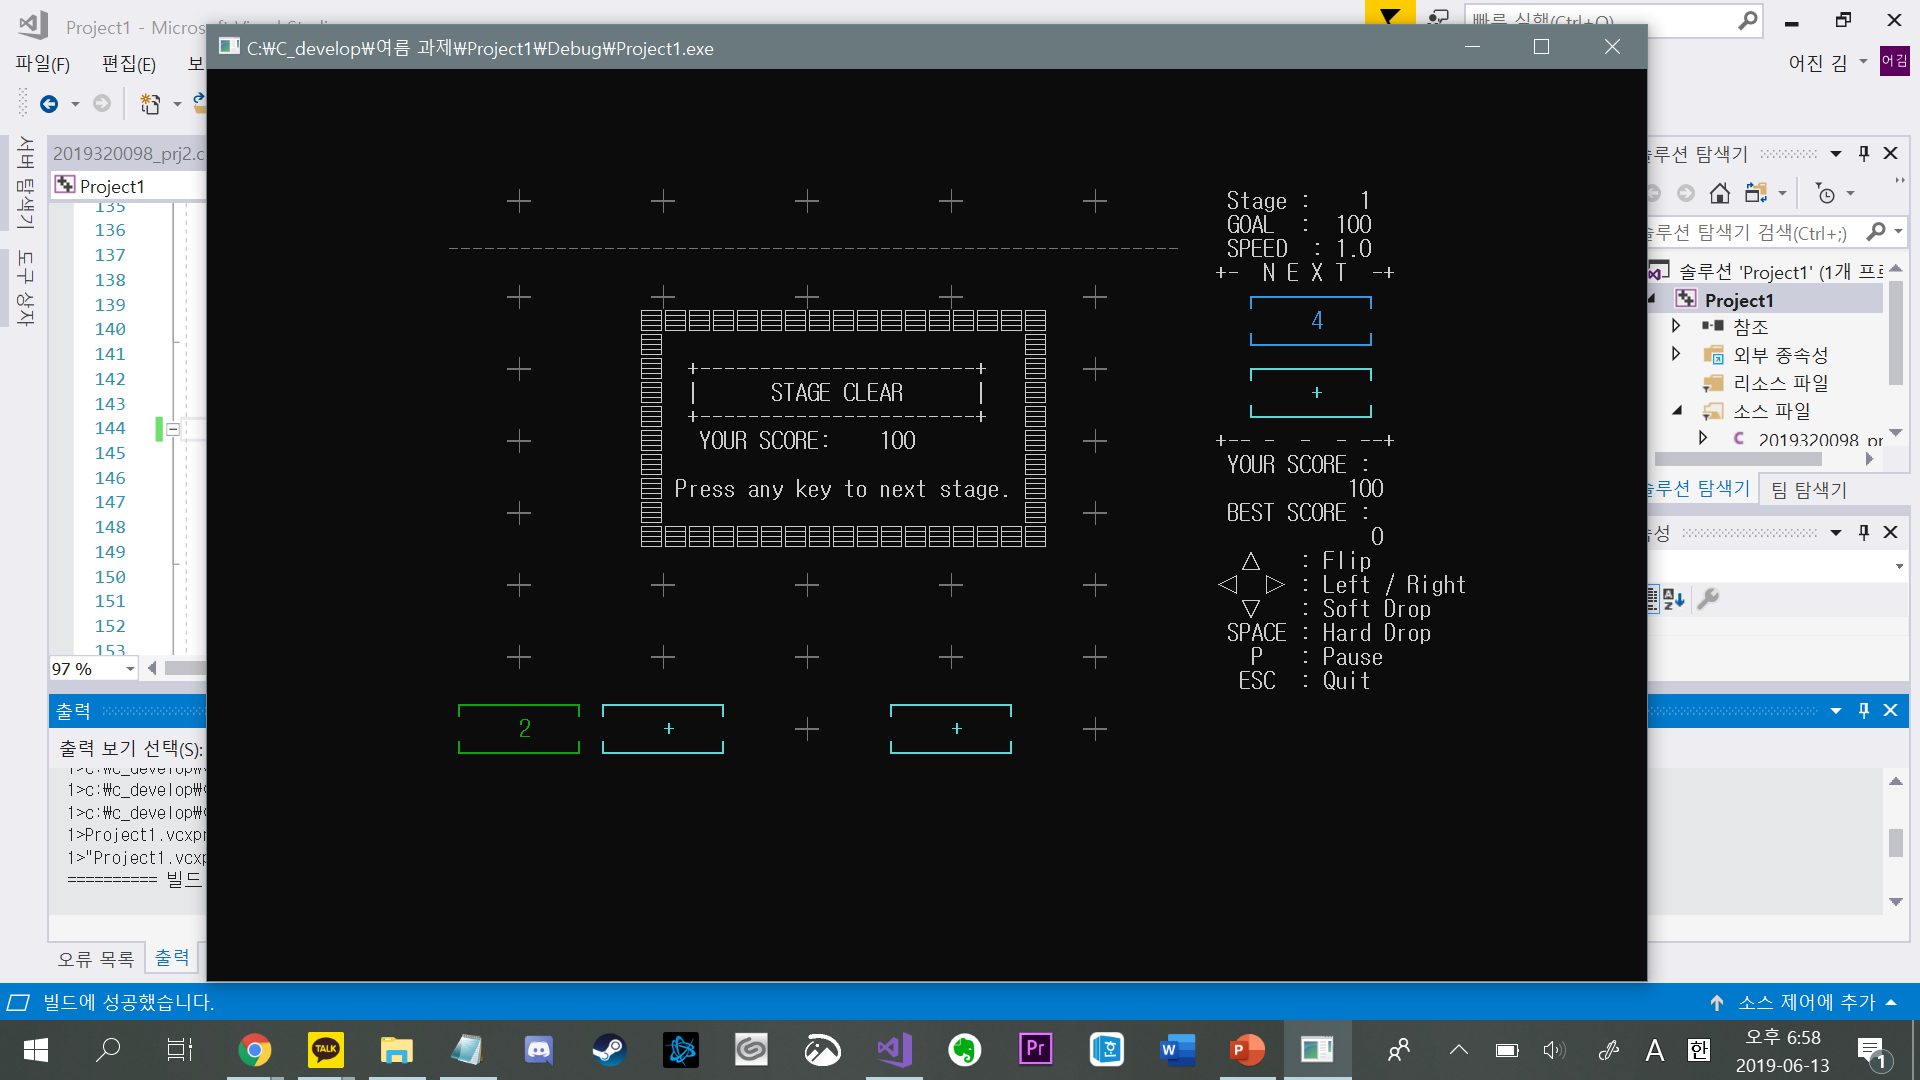 Project1 - Micros
빠른 실행(Ctrl+Q)
C:\C_develop\여름 과제\Project1\Debug\Project1.exe
파일(F) 편집(E) 보
어진 김
어김
서버 탐색기
도구 상자
2019320098_prj2.c
Project1
135
136
137
138
139
140
141
142
143
144
145
146
147
148
149
150
151
152
153
97 %
Stage : 1
GOAL : 100
SPEED : 1.0
+- N E X T -+
4
+
+-- - - - --+
YOUR SCORE :
100
BEST SCORE :
0
△ : Flip
◁ ▷ : Left / Right
▽ : Soft Drop
SPACE : Hard Drop
P : Pause
ESC : Quit
+-----------------------+
| STAGE CLEAR |
+-----------------------+
YOUR SCORE: 100
Press any key to next stage.
2 + +
솔루션 탐색기
솔루션 탐색기 검색(Ctrl+;)
솔루션 'Project1' (1개 프로
Project1
참조
외부 종속성
리소스 파일
소스 파일
2019320098_pr
솔루션 탐색기 팀 탐색기
속성
출력
출력 보기 선택(S):
1>c:\c_develop\
1>c:\c_develop\
1>c:\c_develop\
1>Project1.vcxpr
1>"Project1.vcxp
========== 빌드
오류 목록 출력
빌드에 성공했습니다.
소스 제어에 추가
TALK
Pr
W
P
A
한
오후 6:58
2019-06-13
1